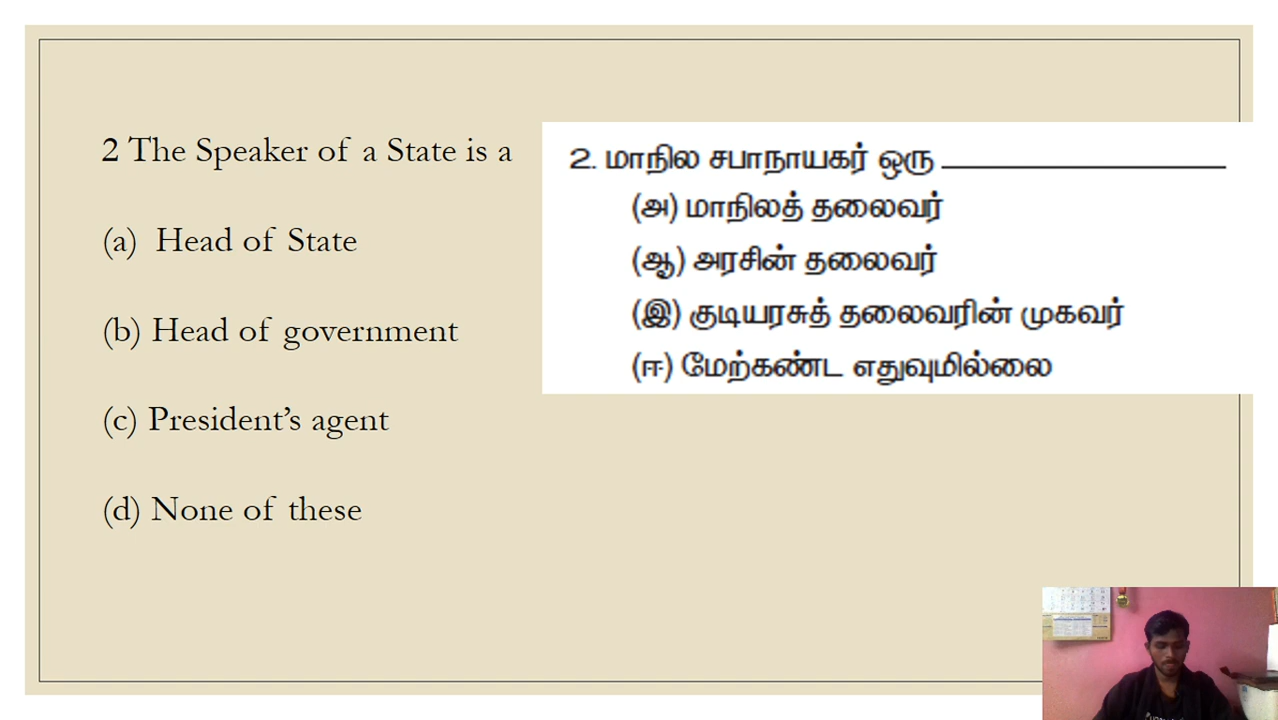 2 The Speaker of a State is a
(a) Head of State
(b) Head of government
(c) President’s agent
(d) None of these
2. மாநில சபாநாயகர் ஒரு ____________________
(அ) மாநிலத் தலைவர்
(ஆ) அரசின் தலைவர்
(இ) குடியரசுத் தலைவரின் முகவர்
(ஈ) மேற்கண்ட எதுவுமில்லை